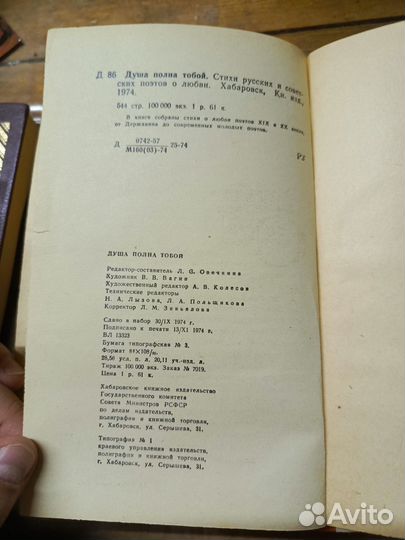 Д 86 Душа полна тобой. Стихи русских и совет-
ских поэтов о любви. Хабаровск, Кн. изд.,
1974.
544 стр. 100 000 экз. 1 р. 61 к.
В книге собраны стихи о любви поэтов XIX и XX веков,
от Державина до современных молодых поэтов.
Д 0742-57
М160(03)-74 25-74
Р2
ДУША ПОЛНА ТОБОЙ
Редактор-составитель Л. С. Овечкина
Художник В. В. Вагин
Художественный редактор А. В. Колесов
Технические редакторы
Н. А. Лызова, Л. А. Польщикова
Корректор Л. М. Зеньялова
Сдано в набор 30/IX 1974 г.
Подписано к печати 13/XI 1974 г.
ВЛ 13323
Бумага типографская № 3.
Формат 84×108/
28,56 усл. п. л. 20,11 уч.-изд. л.
Тираж 100 000 экз. Заказ № 7019.
Цена 1 р. 61 к.
Хабаровское книжное издательство
Государственного комитета
Совета Министров РСФСР
по делам издательств,
полиграфии и книжной торговли,
г. Хабаровск, ул. Серышева, 31.
Типография № 1
краевого управления издательств,
полиграфии и книжной торговли,
г. Хабаровск, ул. Серышева, 31.
Avito